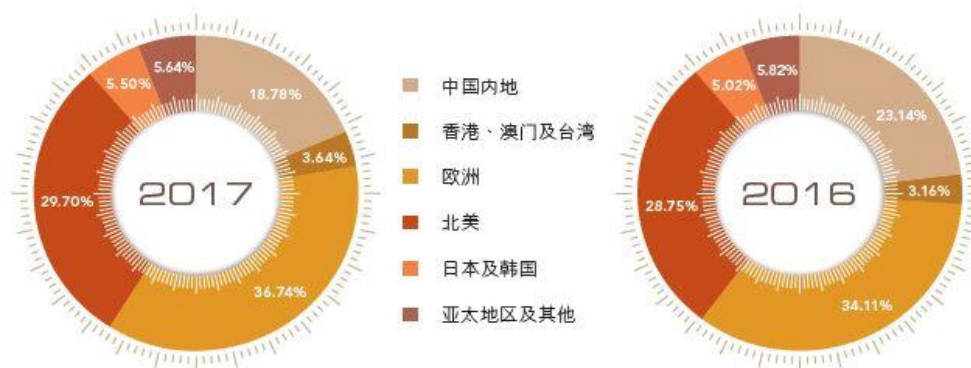 5.64%
18.78%
3.64%
36.74%
29.70%
5.50%
2017
中国内地
香港、澳门及台湾
欧洲
北美
日本及韩国
亚太地区及其他
5.82%
23.14%
3.16%
34.11%
28.75%
5.02%
2016